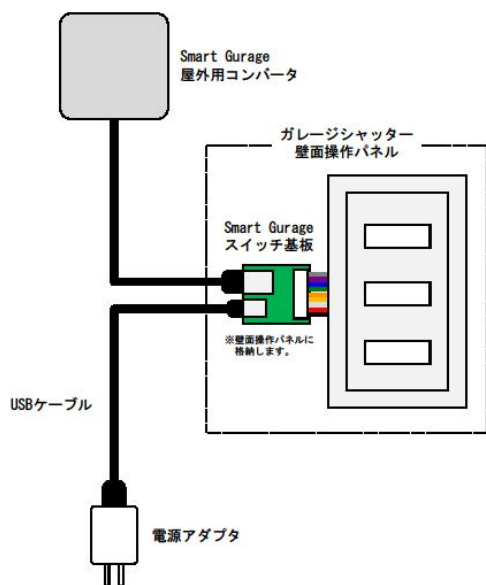 Smart Gurage
屋外用コンバータ
ガレージシャッター
壁面操作パネル
Smart Gurage
スイッチ基板
※壁面操作パネルに
格納します。
USBケーブル
電源アダプタ